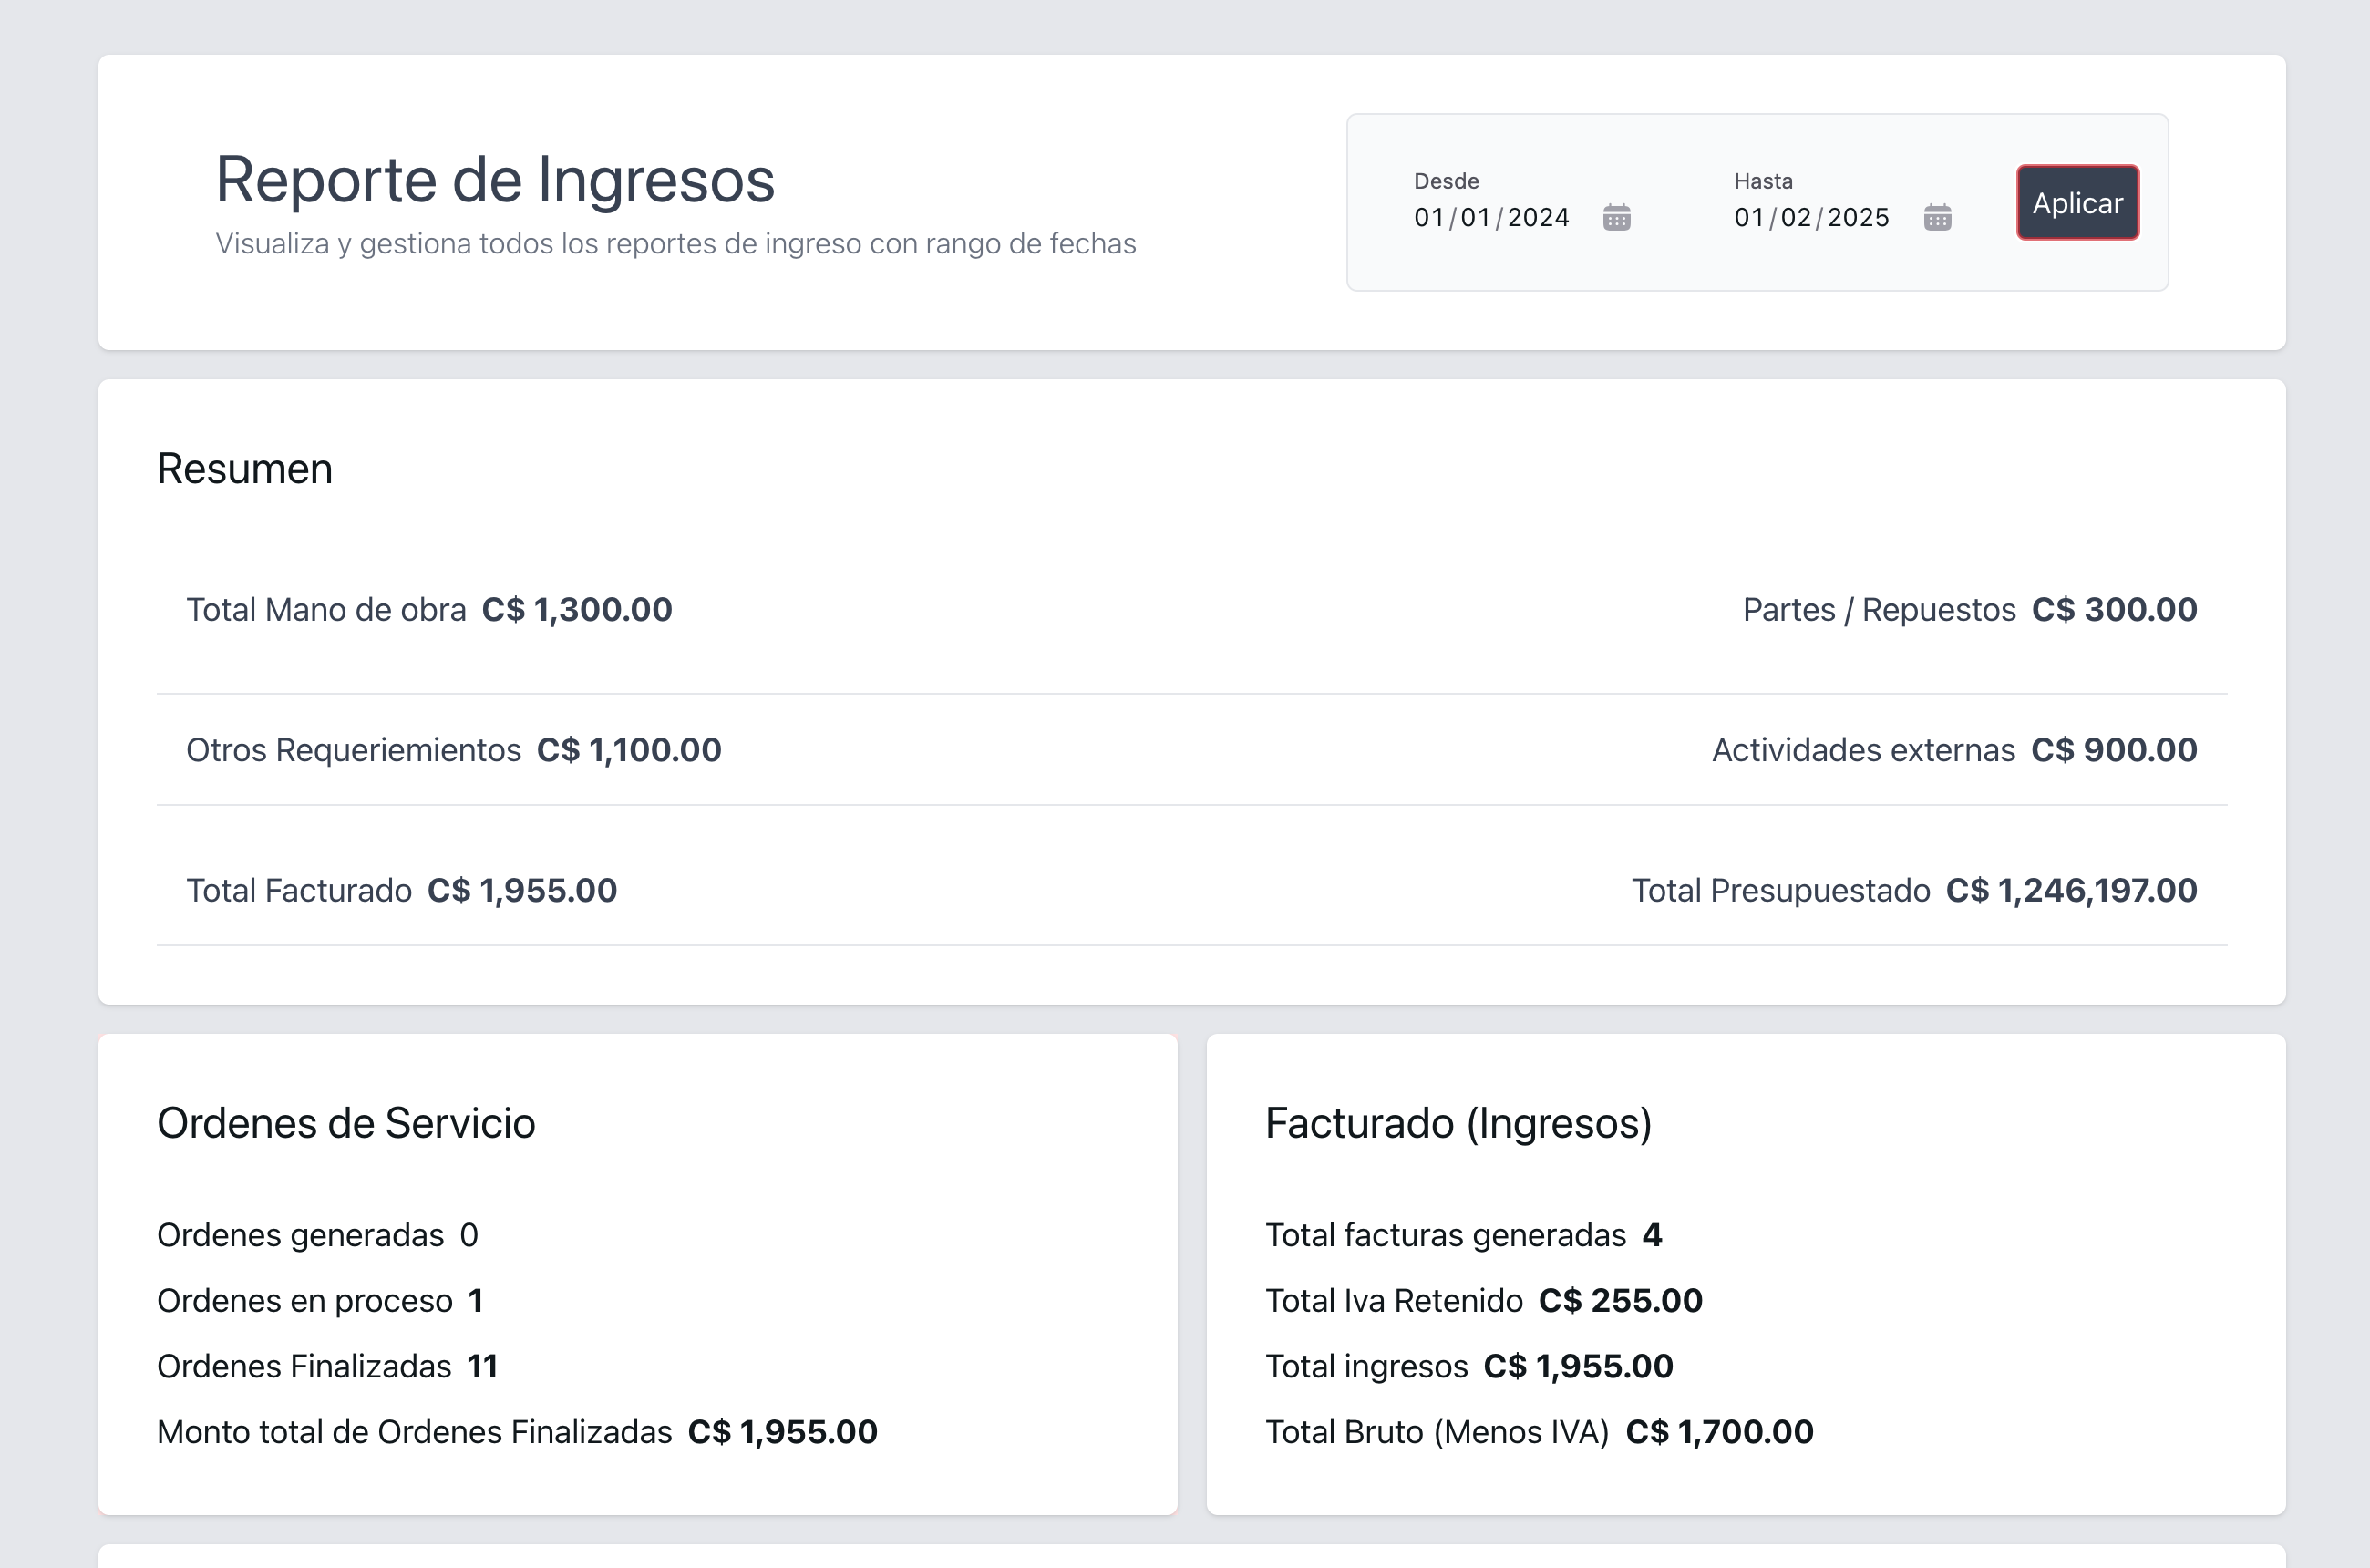 Reporte de Ingresos
Visualiza y gestiona todos los reportes de ingreso con rango de fechas
Desde
01/01/2024
Hasta
01/02/2025
Aplicar
Resumen
Total Mano de obra C$ 1,300.00
Partes / Repuestos C$ 300.00
Otros Requeriemientos C$ 1,100.00
Actividades externas C$ 900.00
Total Facturado C$ 1,955.00
Total Presupuestado C$ 1,246,197.00
Ordenes de Servicio
Ordenes generadas 0
Ordenes en proceso 1
Ordenes Finalizadas 11
Monto total de Ordenes Finalizadas C$ 1,955.00
Facturado (Ingresos)
Total facturas generadas 4
Total Iva Retenido C$ 255.00
Total ingresos C$ 1,955.00
Total Bruto (Menos IVA) C$ 1,700.00